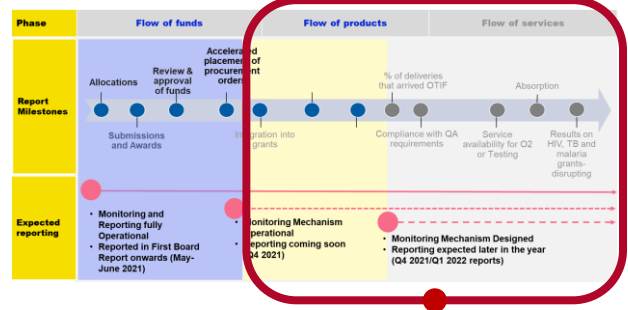 Phase
Flow of funds
Flow of products
Flow of services
Report
Milestones
Allocations
Review &
approval
of funds
Accelerated
placement of
procurement
orders
% of deliveries
that arrived OTIF
Absorption
Submissions
and Awards
Integration into
grants
Compliance with QA
requirements
Service
availability for O2
or Testing
Results on
HIV, TB and
malaria
grants-
disrupting
Expected
reporting
• Monitoring and
Reporting fully
Operational
• Reported in First Board
Report onwards (May-
June 2021)
• Monitoring Mechanism
Operational
• Reporting coming soon
(Q4 2021)
• Monitoring Mechanism Designed
• Reporting expected later in the year
(Q4 2021/Q1 2022 reports)